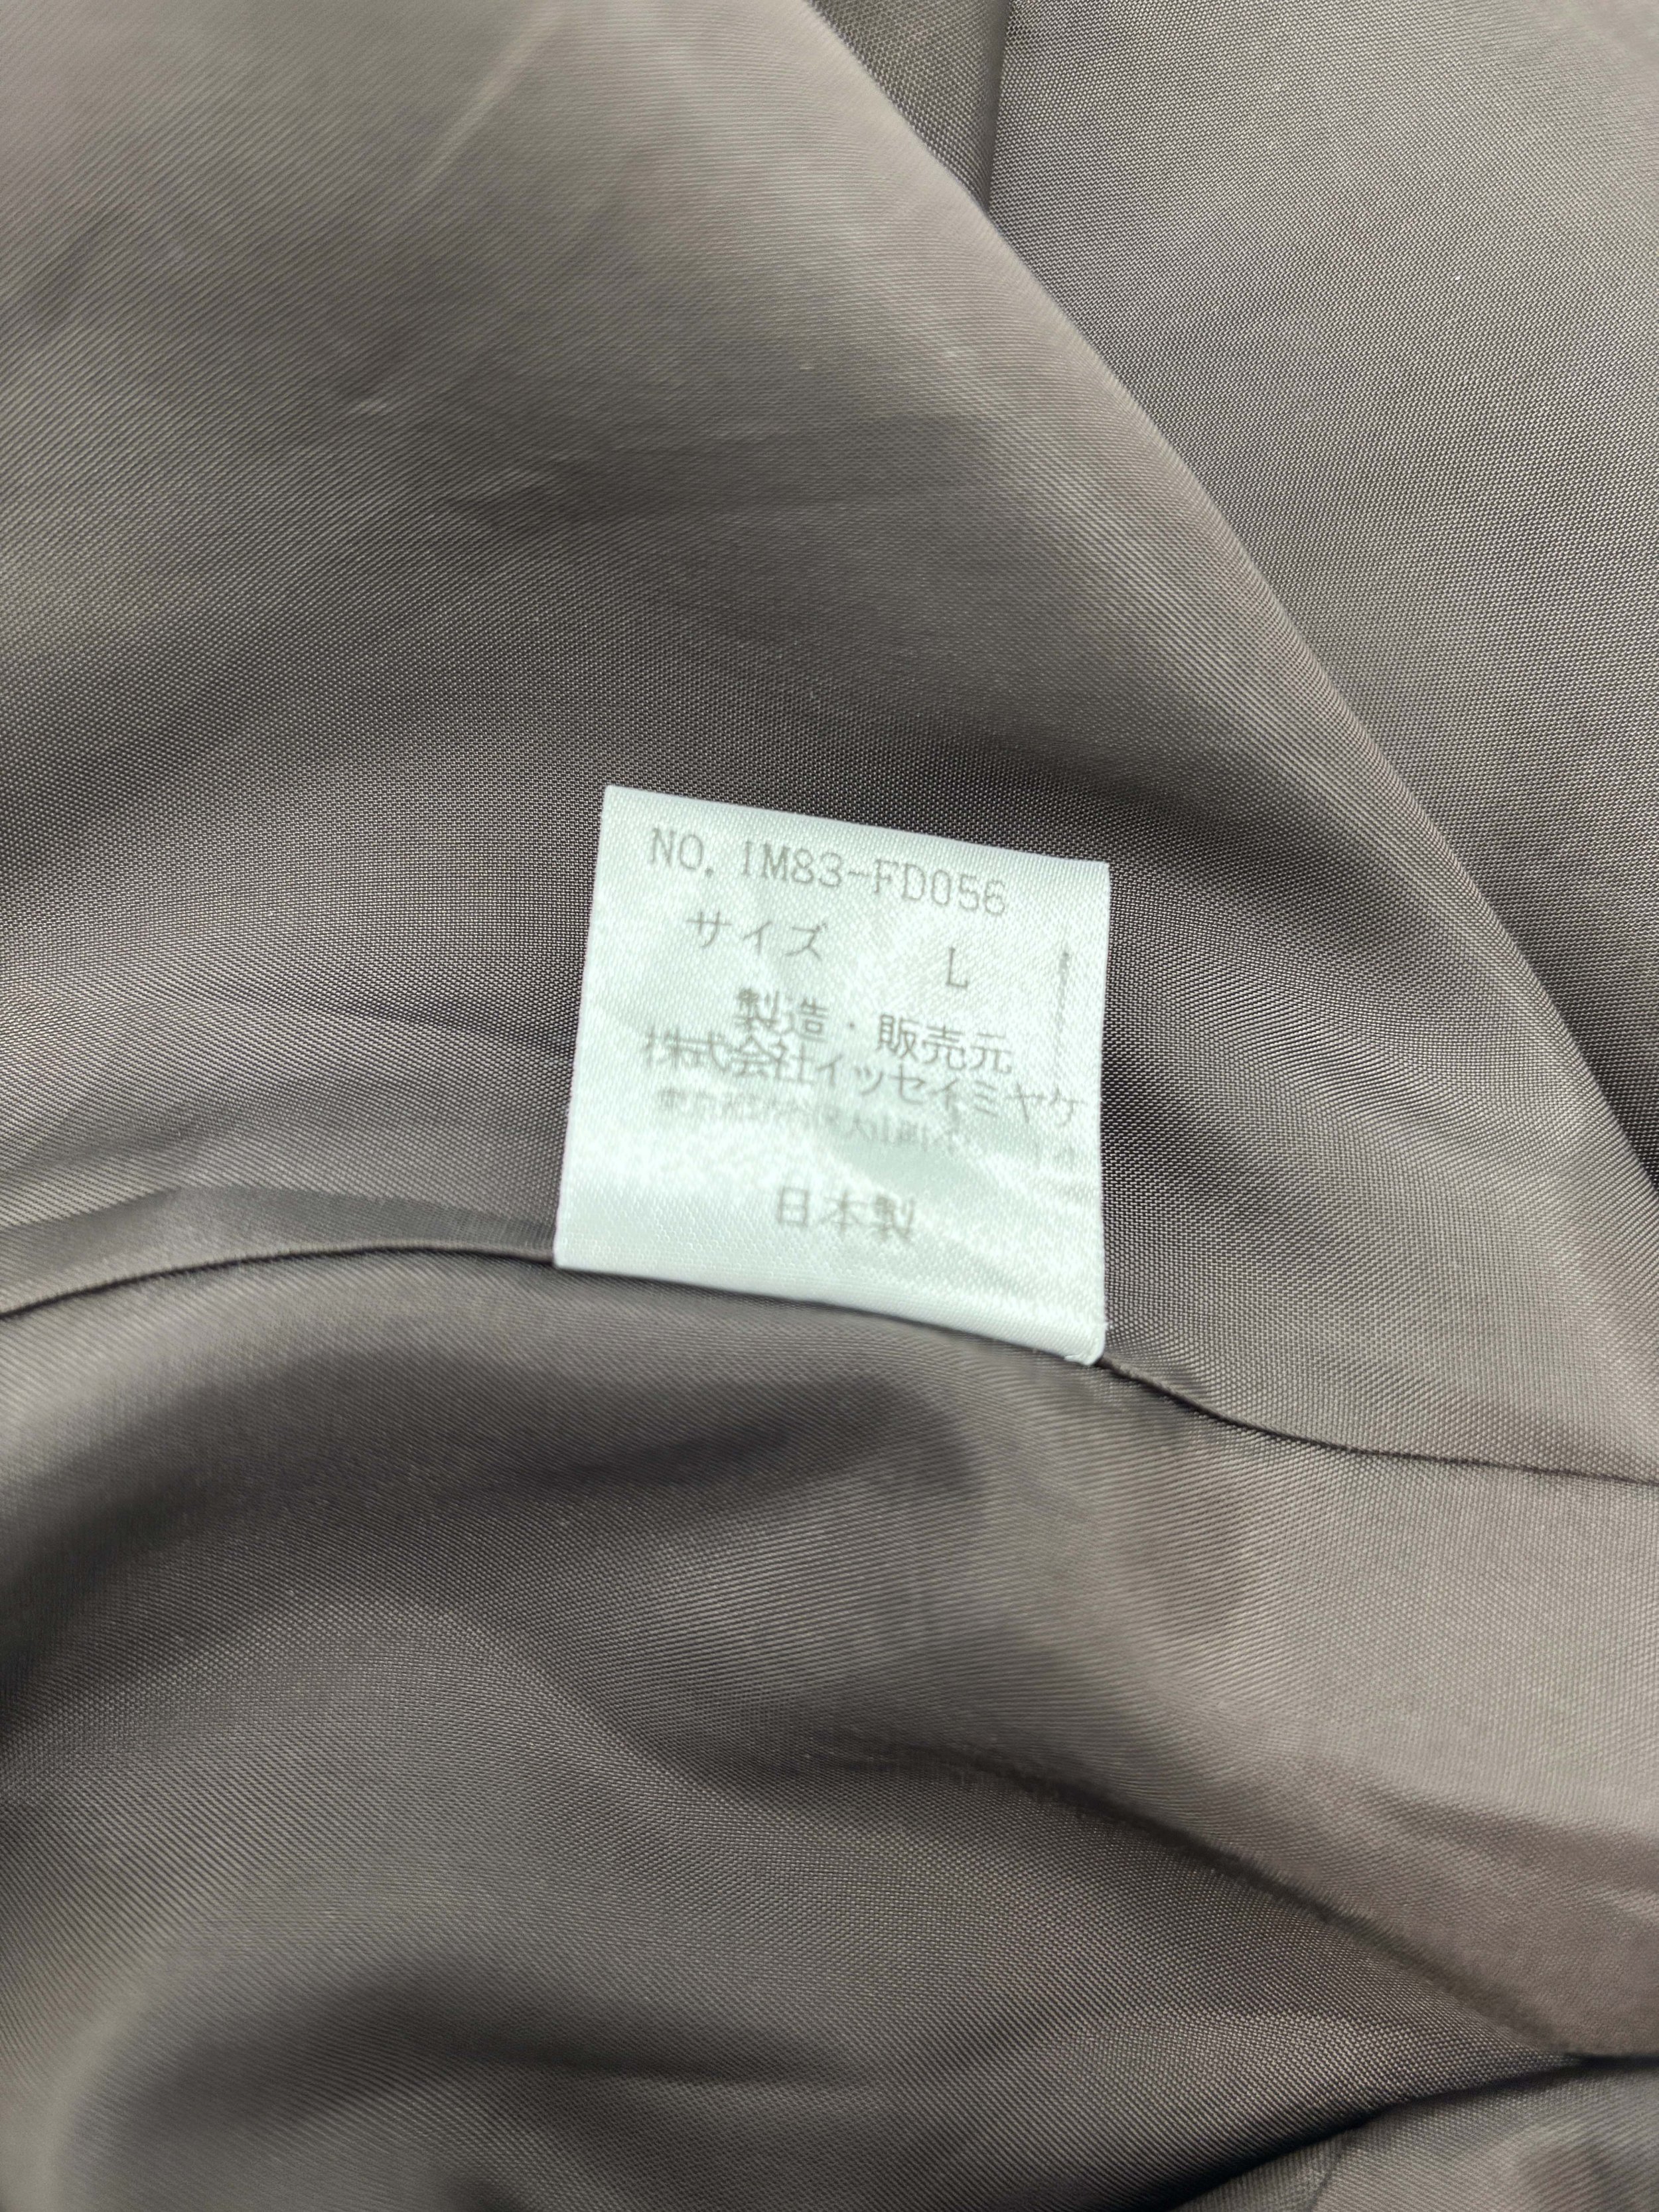 NO. IM83-FD056
サイズ L
製造・販売元
株式会社イッセイミヤケ
日本製